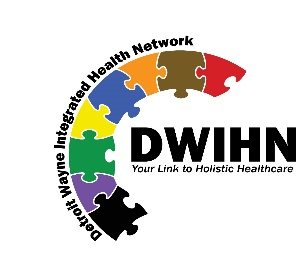 Detroit Wayne Integrated Health Network
DWIHN
Your Link to Holistic Healthcare